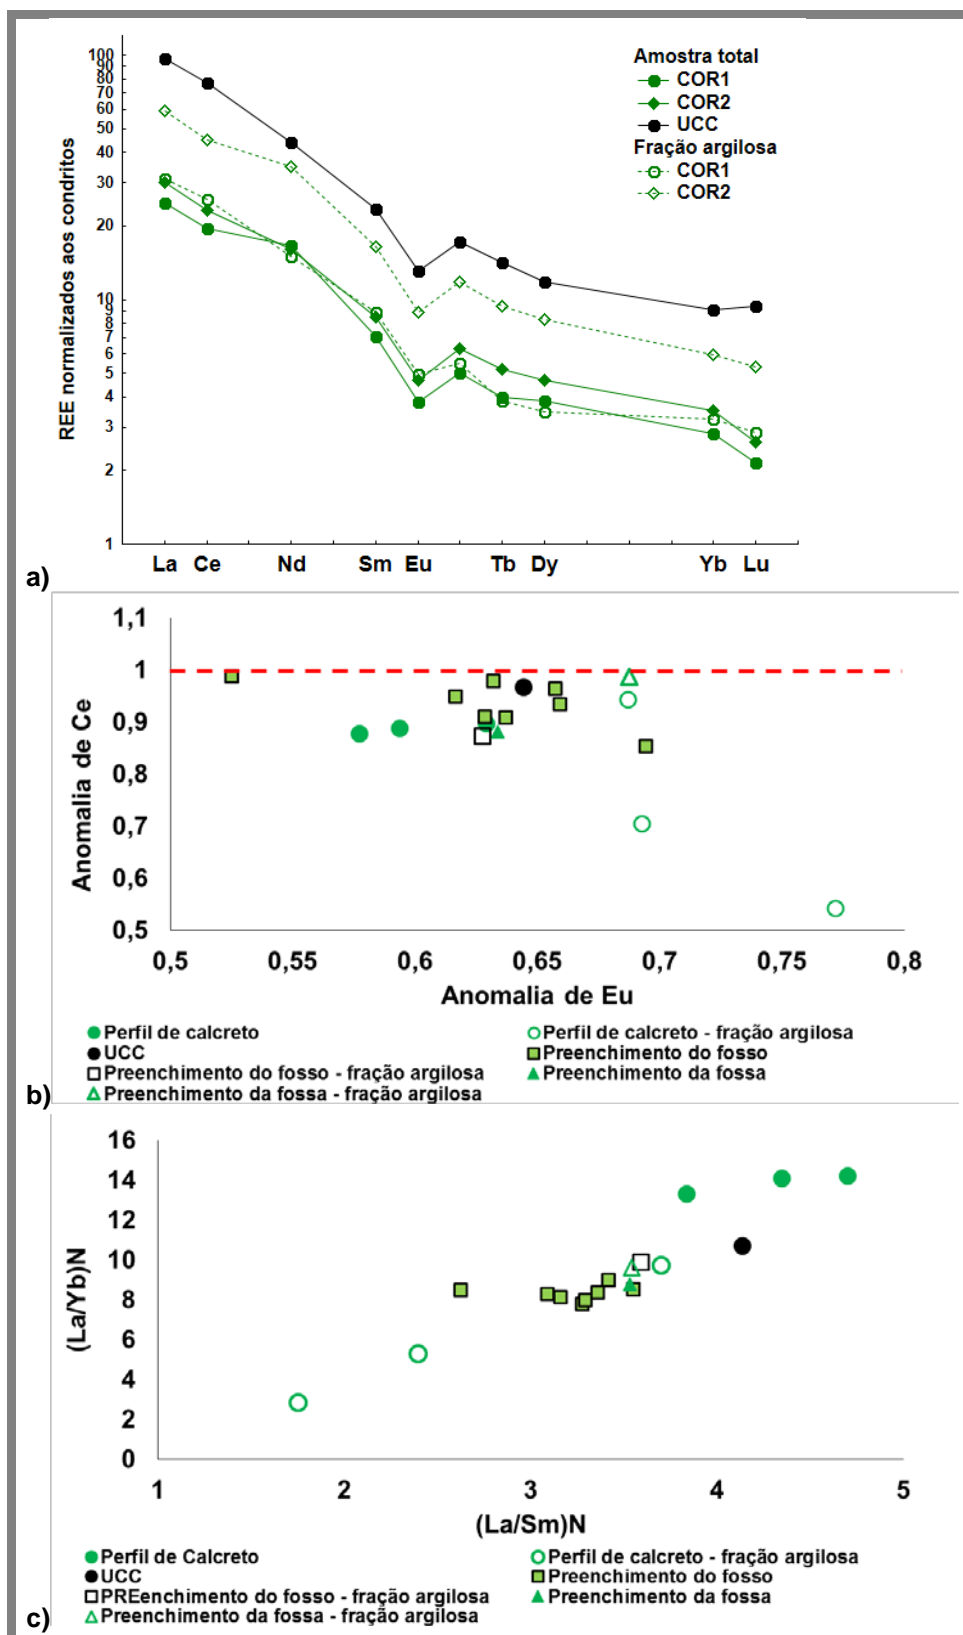 100
90
80
70
60
50
40
30
20
10
9
8
7
6
5
4
3
2
1
REE normalizados aos condritos
Amostra total
COR1
COR2
UCC
Fração argilosa
COR1
COR2
La Ce Nd Sm Eu Tb Dy Yb Lu
a)
1,1
1
0,9
0,8
0,7
0,6
0,5
Anomalia de Ce
0,5 0,55 0,6 0,65 0,7 0,75 0,8
Anomalia de Eu
Perfil de calcreto
Perfil de calcreto - fração argilosa
UCC
Preenchimento do fosso
Preenchimento do fosso - fração argilosa
Preenchimento da fossa
Preenchimento da fossa - fração argilosa
b)
16
14
12
10
8
6
4
2
0
(La/Yb)N
1 2 3 4 5
(La/Sm)N
Perfil de Calcreto
Perfil de calcreto - fração argilosa
UCC
Preenchimento do fosso
PREenchimento do fosso - fração argilosa
Preenchimento da fossa
Preenchimento da fossa - fração argilosa
c)